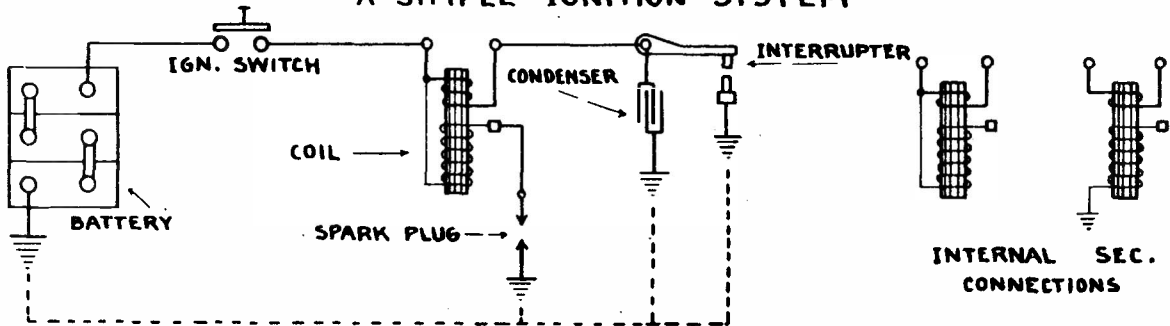 A SIMPLE IGNITION SYSTEM
IGN. SWITCH
CONDENSER
INTERRUPTER
COIL
BATTERY
SPARK PLUG
INTERNAL SEC.
CONNECTIONS